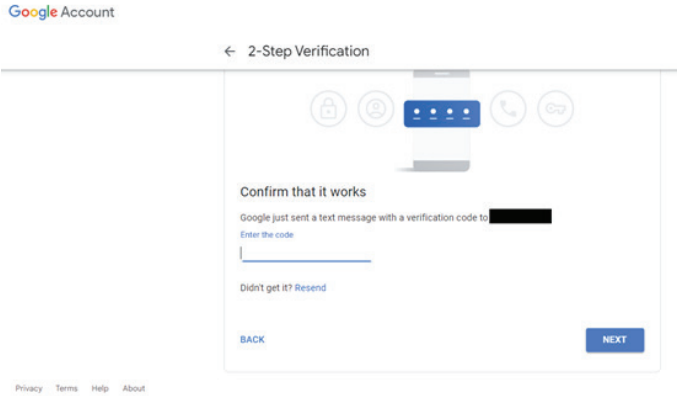 Google Account
← 2-Step Verification
Confirm that it works
Google just sent a text message with a verification code to
Enter the code
Didn't get it? Resend
BACK NEXT
Privacy Terms Help About